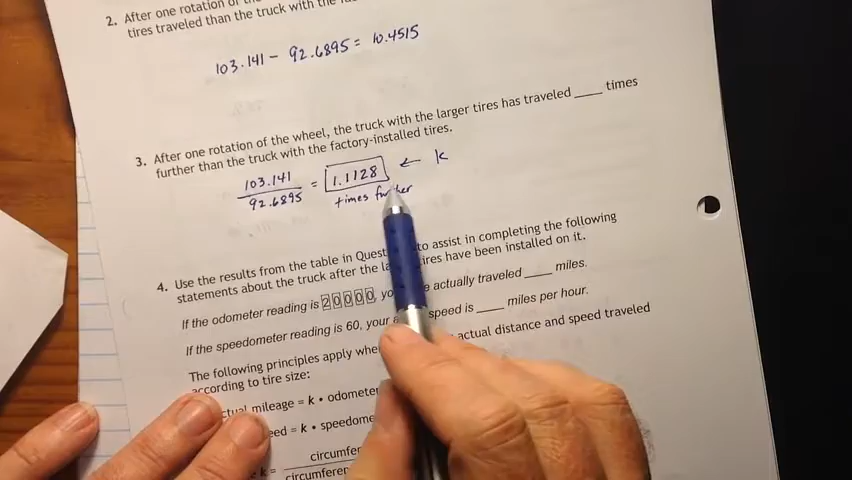 2. After one rotation of the
tires traveled than the truck with the
103.141 - 92.6895 = 10.4515
3. After one rotation of the wheel, the truck with the larger tires has traveled ____ times
further than the truck with the factory-installed tires.
103.141
92.6895
= 1.1128 ← k
times further
4. Use the results from the table in Quest to assist in completing the following
statements about the truck after the la ires have been installed on it.
If the odometer reading is 20000, yo actually traveled ____ miles.
If the speedometer reading is 60, your speed is ____ miles per hour.
The following principles apply whe actual distance and speed traveled
according to tire size:
tual mileage = k • odometer
eed = k • speedome
k = circumfe
circumferen